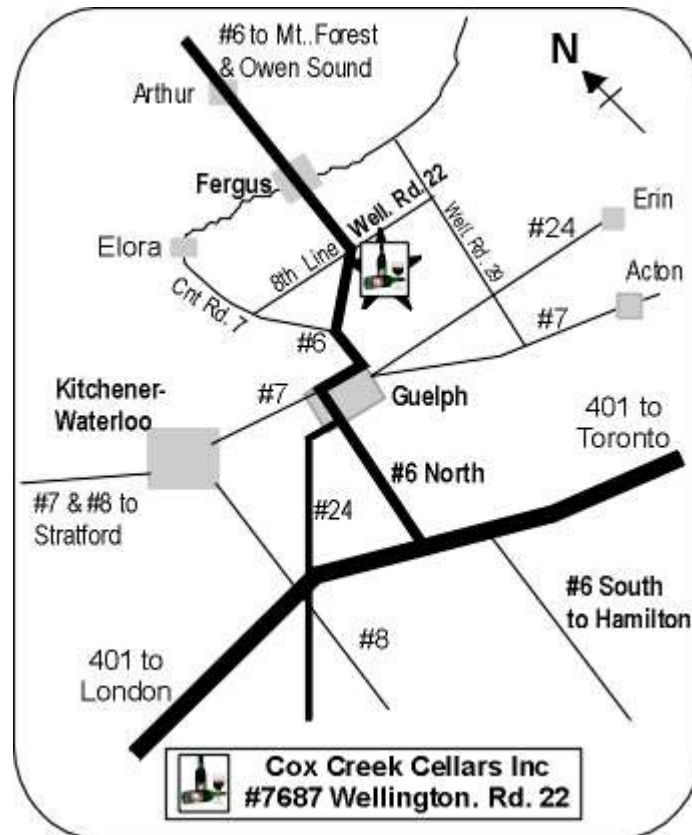 #6 to Mt..Forest
& Owen Sound
N
Arthur
Fergus
Well. Rd. 22
Erin
#24
Elora
8th Line
Well. Rd. 29
Acton
Cnt Rd. 7
#6
#7
Kitchener-
Waterloo
#7
Guelph
401 to
Toronto
#6 North
#7 & #8 to
Stratford
#24
#6 South
to Hamilton
#8
401 to
London
Cox Creek Cellars Inc
#7687 Wellington. Rd. 22